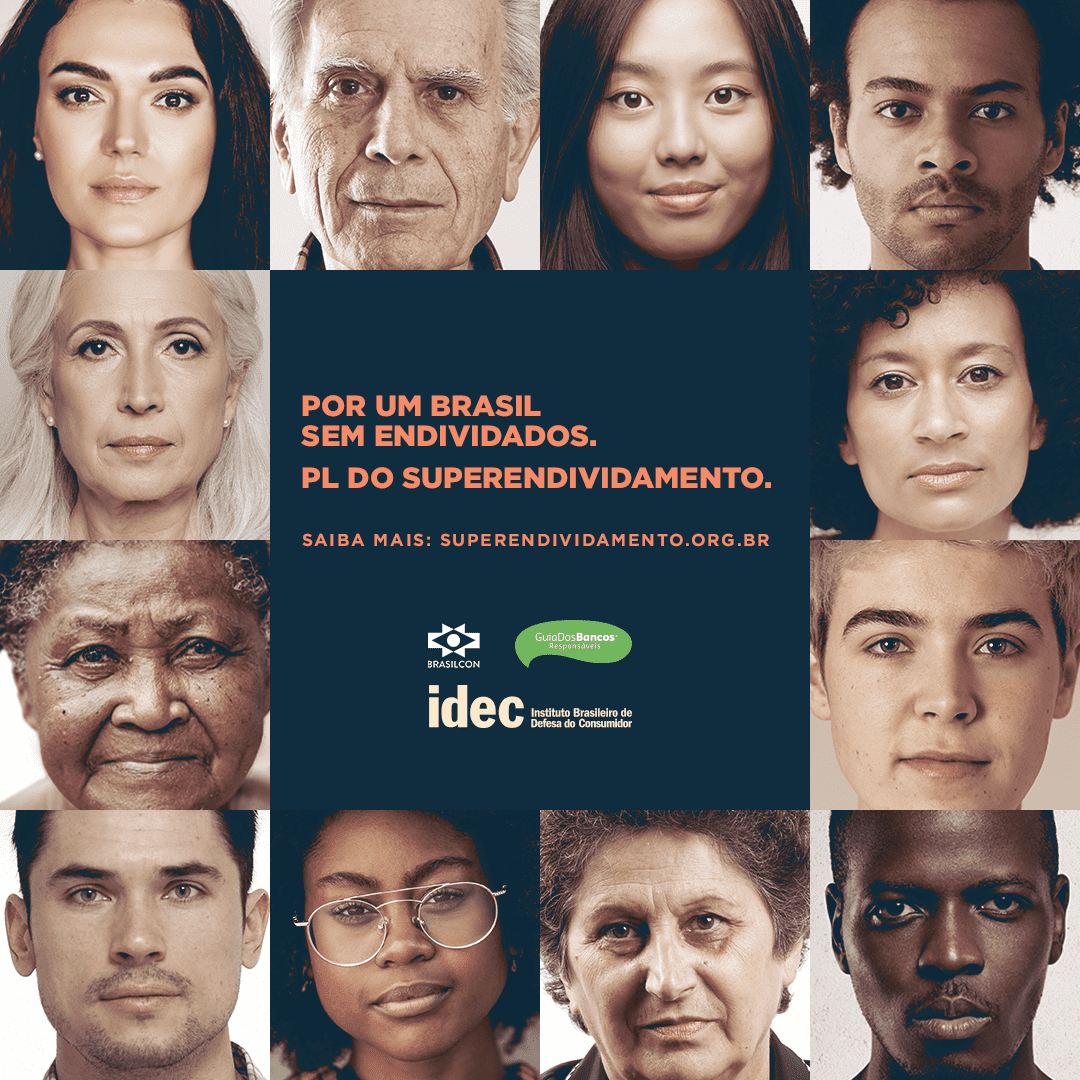 POR UM BRASIL
SEM ENDIVIDADOS.
PL DO SUPERENDIVIDAMENTO.
SAIBA MAIS: SUPERENDIVIDAMENTO.ORG.BR
BRASILCON
GuiaDosBancos
Responsáveis
idec Instituto Brasileiro de
Defesa do Consumidor